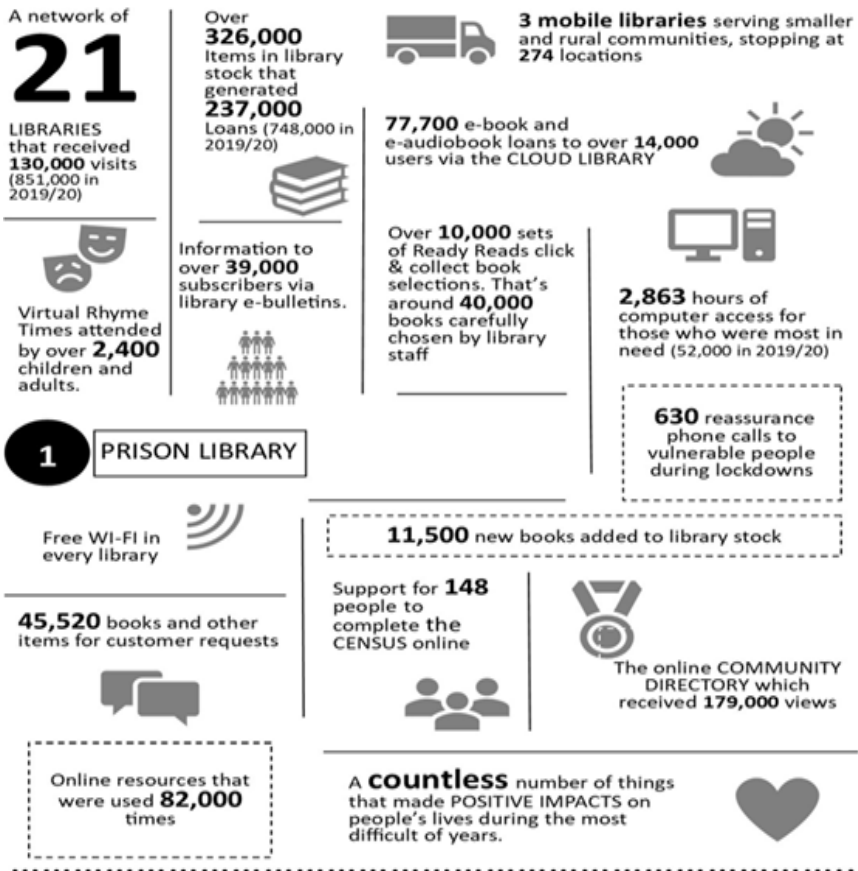 A network of
21
LIBRARIES
that received
130,000 visits
(851,000 in
2019/20)
Over
326,000
Items in library
stock that
generated
237,000
Loans (748,000 in
2019/20)
3 mobile libraries serving smaller
and rural communities, stopping at
274 locations
77,700 e-book and
e-audiobook loans to over 14,000
users via the CLOUD LIBRARY
Virtual Rhyme
Times attended
by over 2,400
children and
adults.
Information to
over 39,000
subscribers via
library e-bulletins.
Over 10,000 sets
of Ready Reads click
& collect book
selections. That's
around 40,000
books carefully
chosen by library
staff
2,863 hours of
computer access for
those who were most in
need (52,000 in 2019/20)
630 reassurance
phone calls to
vulnerable people
during lockdowns
1 PRISON LIBRARY
Free WI-FI in
every library
11,500 new books added to library stock
45,520 books and other
items for customer requests
Support for 148
people to
complete the
CENSUS online
The online COMMUNITY
DIRECTORY which
received 179,000 views
Online resources that
were used 82,000
times
A countless number of things
that made POSITIVE IMPACTS on
people's lives during the most
difficult of years.